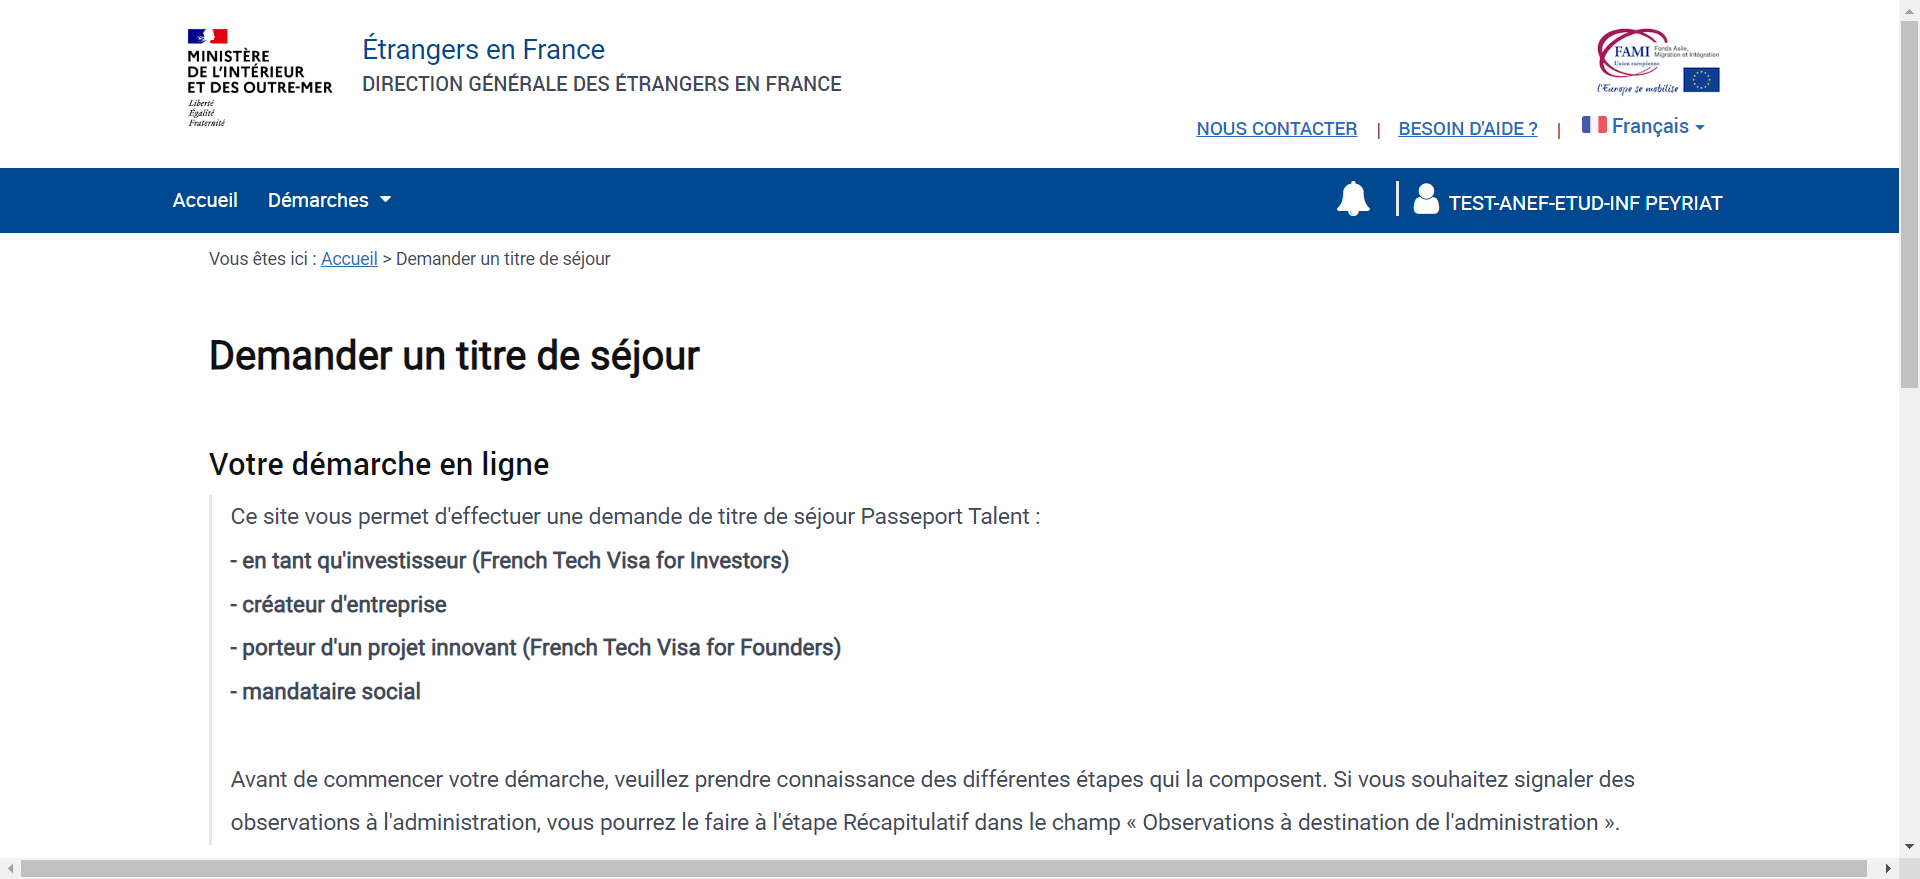 MINISTÈRE
DE L'INTÉRIEUR
ET DES OUTRE-MER
Liberté
Égalité
Fraternité
Étrangers en France
DIRECTION GÉNÉRALE DES ÉTRANGERS EN FRANCE
FAMI Fonds Asile, Migration et Intégration
Union européenne
l'Europe se mobilise
NOUS CONTACTER | BESOIN D'AIDE ? | Français
Accueil Démarches TEST-ANEF-ETUD-INF PEYRIAT
Vous êtes ici : Accueil > Demander un titre de séjour
Demander un titre de séjour
Votre démarche en ligne
Ce site vous permet d'effectuer une demande de titre de séjour Passeport Talent :
- en tant qu'investisseur (French Tech Visa for Investors)
- créateur d'entreprise
- porteur d'un projet innovant (French Tech Visa for Founders)
- mandataire social
Avant de commencer votre démarche, veuillez prendre connaissance des différentes étapes qui la composent. Si vous souhaitez signaler des
observations à l'administration, vous pourrez le faire à l'étape Récapitulatif dans le champ « Observations à destination de l'administration ».